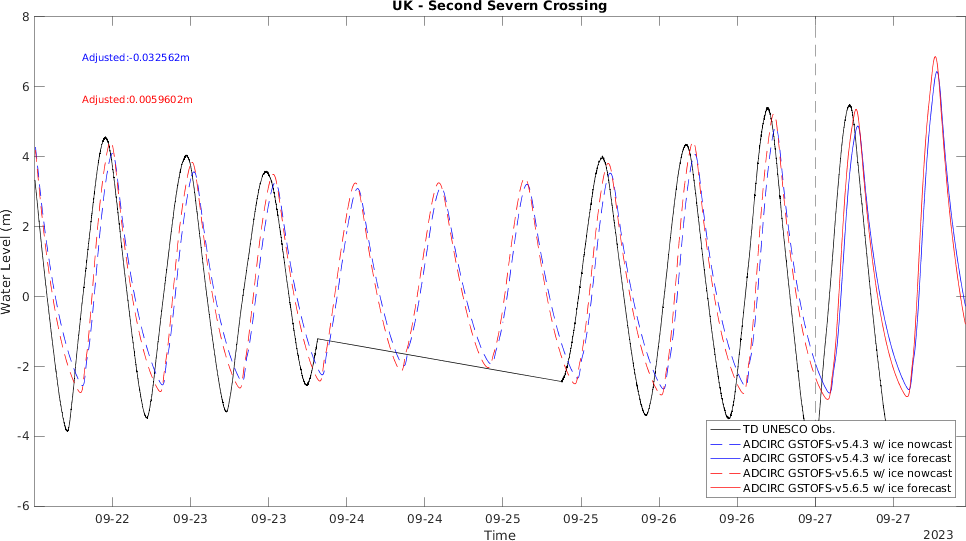 UK - Second Severn Crossing
8
Adjusted:-0.032562m
6
Adjusted:0.0059602m
4
2
0
-2
-4
-6
Water Level (m)
TD UNESCO Obs.
ADCIRC GSTOFS-v5.4.3 w/ ice nowcast
ADCIRC GSTOFS-v5.4.3 w/ ice forecast
ADCIRC GSTOFS-v5.6.5 w/ ice nowcast
ADCIRC GSTOFS-v5.6.5 w/ ice forecast
09-22 09-23 09-23 09-24 09-24 09-25 09-25 09-26 09-26 09-27 09-27
Time
2023